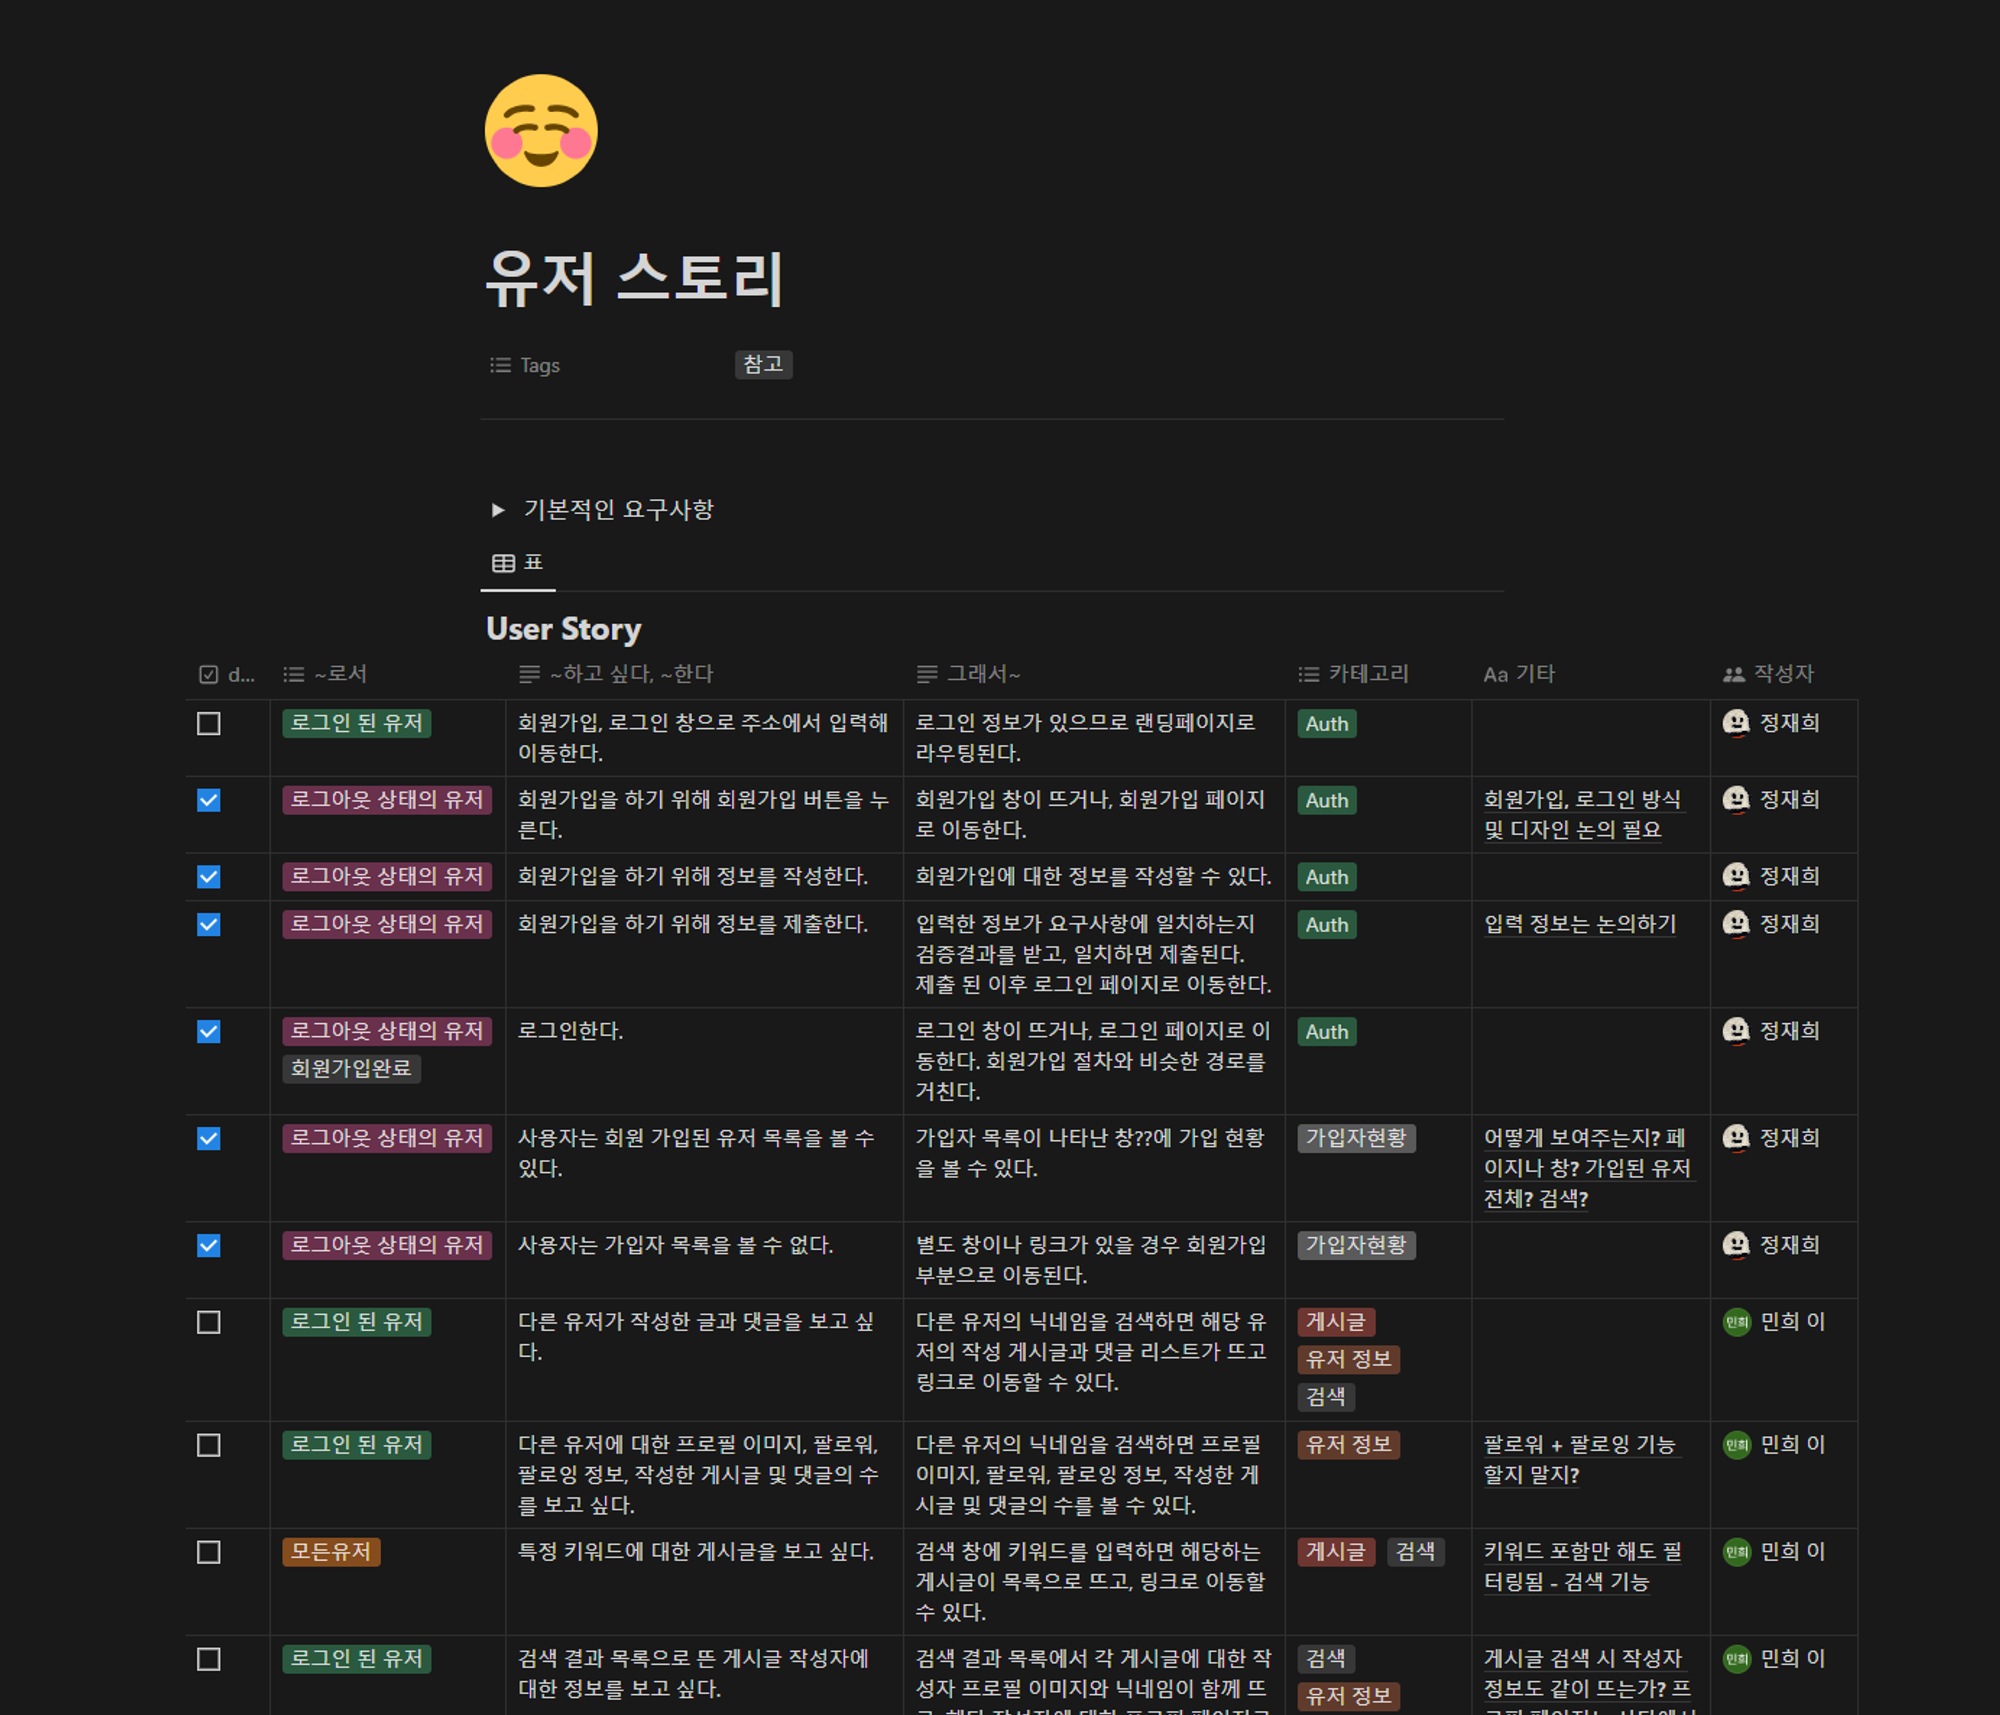 유저 스토리
Tags 참고
기본적인 요구사항
표
User Story
d... ~로서 ~하고 싶다, ~한다 그래서~ 카테고리 Aa 기타 작성자
로그인 된 유저
회원가입, 로그인 창으로 주소에서 입력해
이동한다.
로그인 정보가 있으므로 랜딩페이지로
라우팅된다.
Auth
정재희
로그아웃 상태의 유저
회원가입을 하기 위해 회원가입 버튼을 누
른다.
회원가입 창이 뜨거나, 회원가입 페이지
로 이동한다.
Auth
회원가입, 로그인 방식
및 디자인 논의 필요
정재희
로그아웃 상태의 유저
회원가입을 하기 위해 정보를 작성한다.
회원가입에 대한 정보를 작성할 수 있다.
Auth
정재희
로그아웃 상태의 유저
회원가입을 하기 위해 정보를 제출한다.
입력한 정보가 요구사항에 일치하는지
검증결과를 받고, 일치하면 제출된다.
제출 된 이후 로그인 페이지로 이동한다.
Auth
입력 정보는 논의하기
정재희
로그아웃 상태의 유저
회원가입완료
로그인한다.
로그인 창이 뜨거나, 로그인 페이지로 이
동한다. 회원가입 절차와 비슷한 경로를
거친다.
Auth
정재희
로그아웃 상태의 유저
사용자는 회원 가입된 유저 목록을 볼 수
있다.
가입자 목록이 나타난 창??에 가입 현황
을 볼 수 있다.
가입자현황
어떻게 보여주는지? 페
이지나 창? 가입된 유저
전체? 검색?
정재희
로그아웃 상태의 유저
사용자는 가입자 목록을 볼 수 없다.
별도 창이나 링크가 있을 경우 회원가입
부분으로 이동된다.
가입자현황
정재희
로그인 된 유저
다른 유저가 작성한 글과 댓글을 보고 싶
다.
다른 유저의 닉네임을 검색하면 해당 유
저의 작성 게시글과 댓글 리스트가 뜨고
링크로 이동할 수 있다.
게시글
유저 정보
검색
민희 민희 이
로그인 된 유저
다른 유저에 대한 프로필 이미지, 팔로워,
팔로잉 정보, 작성한 게시글 및 댓글의 수
를 보고 싶다.
다른 유저의 닉네임을 검색하면 프로필
이미지, 팔로워, 팔로잉 정보, 작성한 게
시글 및 댓글의 수를 볼 수 있다.
유저 정보
팔로워 + 팔로잉 기능
할지 말지?
민희 민희 이
모든유저
특정 키워드에 대한 게시글을 보고 싶다.
검색 창에 키워드를 입력하면 해당하는
게시글이 목록으로 뜨고, 링크로 이동할
수 있다.
게시글 검색
키워드 포함만 해도 필
터링됨 - 검색 기능
민희 민희 이
로그인 된 유저
검색 결과 목록으로 뜬 게시글 작성자에
대한 정보를 보고 싶다.
검색 결과 목록에서 각 게시글에 대한 작
성자 프로필 이미지와 닉네임이 함께 뜨
검색
유저 정보
게시글 검색 시 작성자
정보도 같이 뜨는가? 프
민희 민희 이